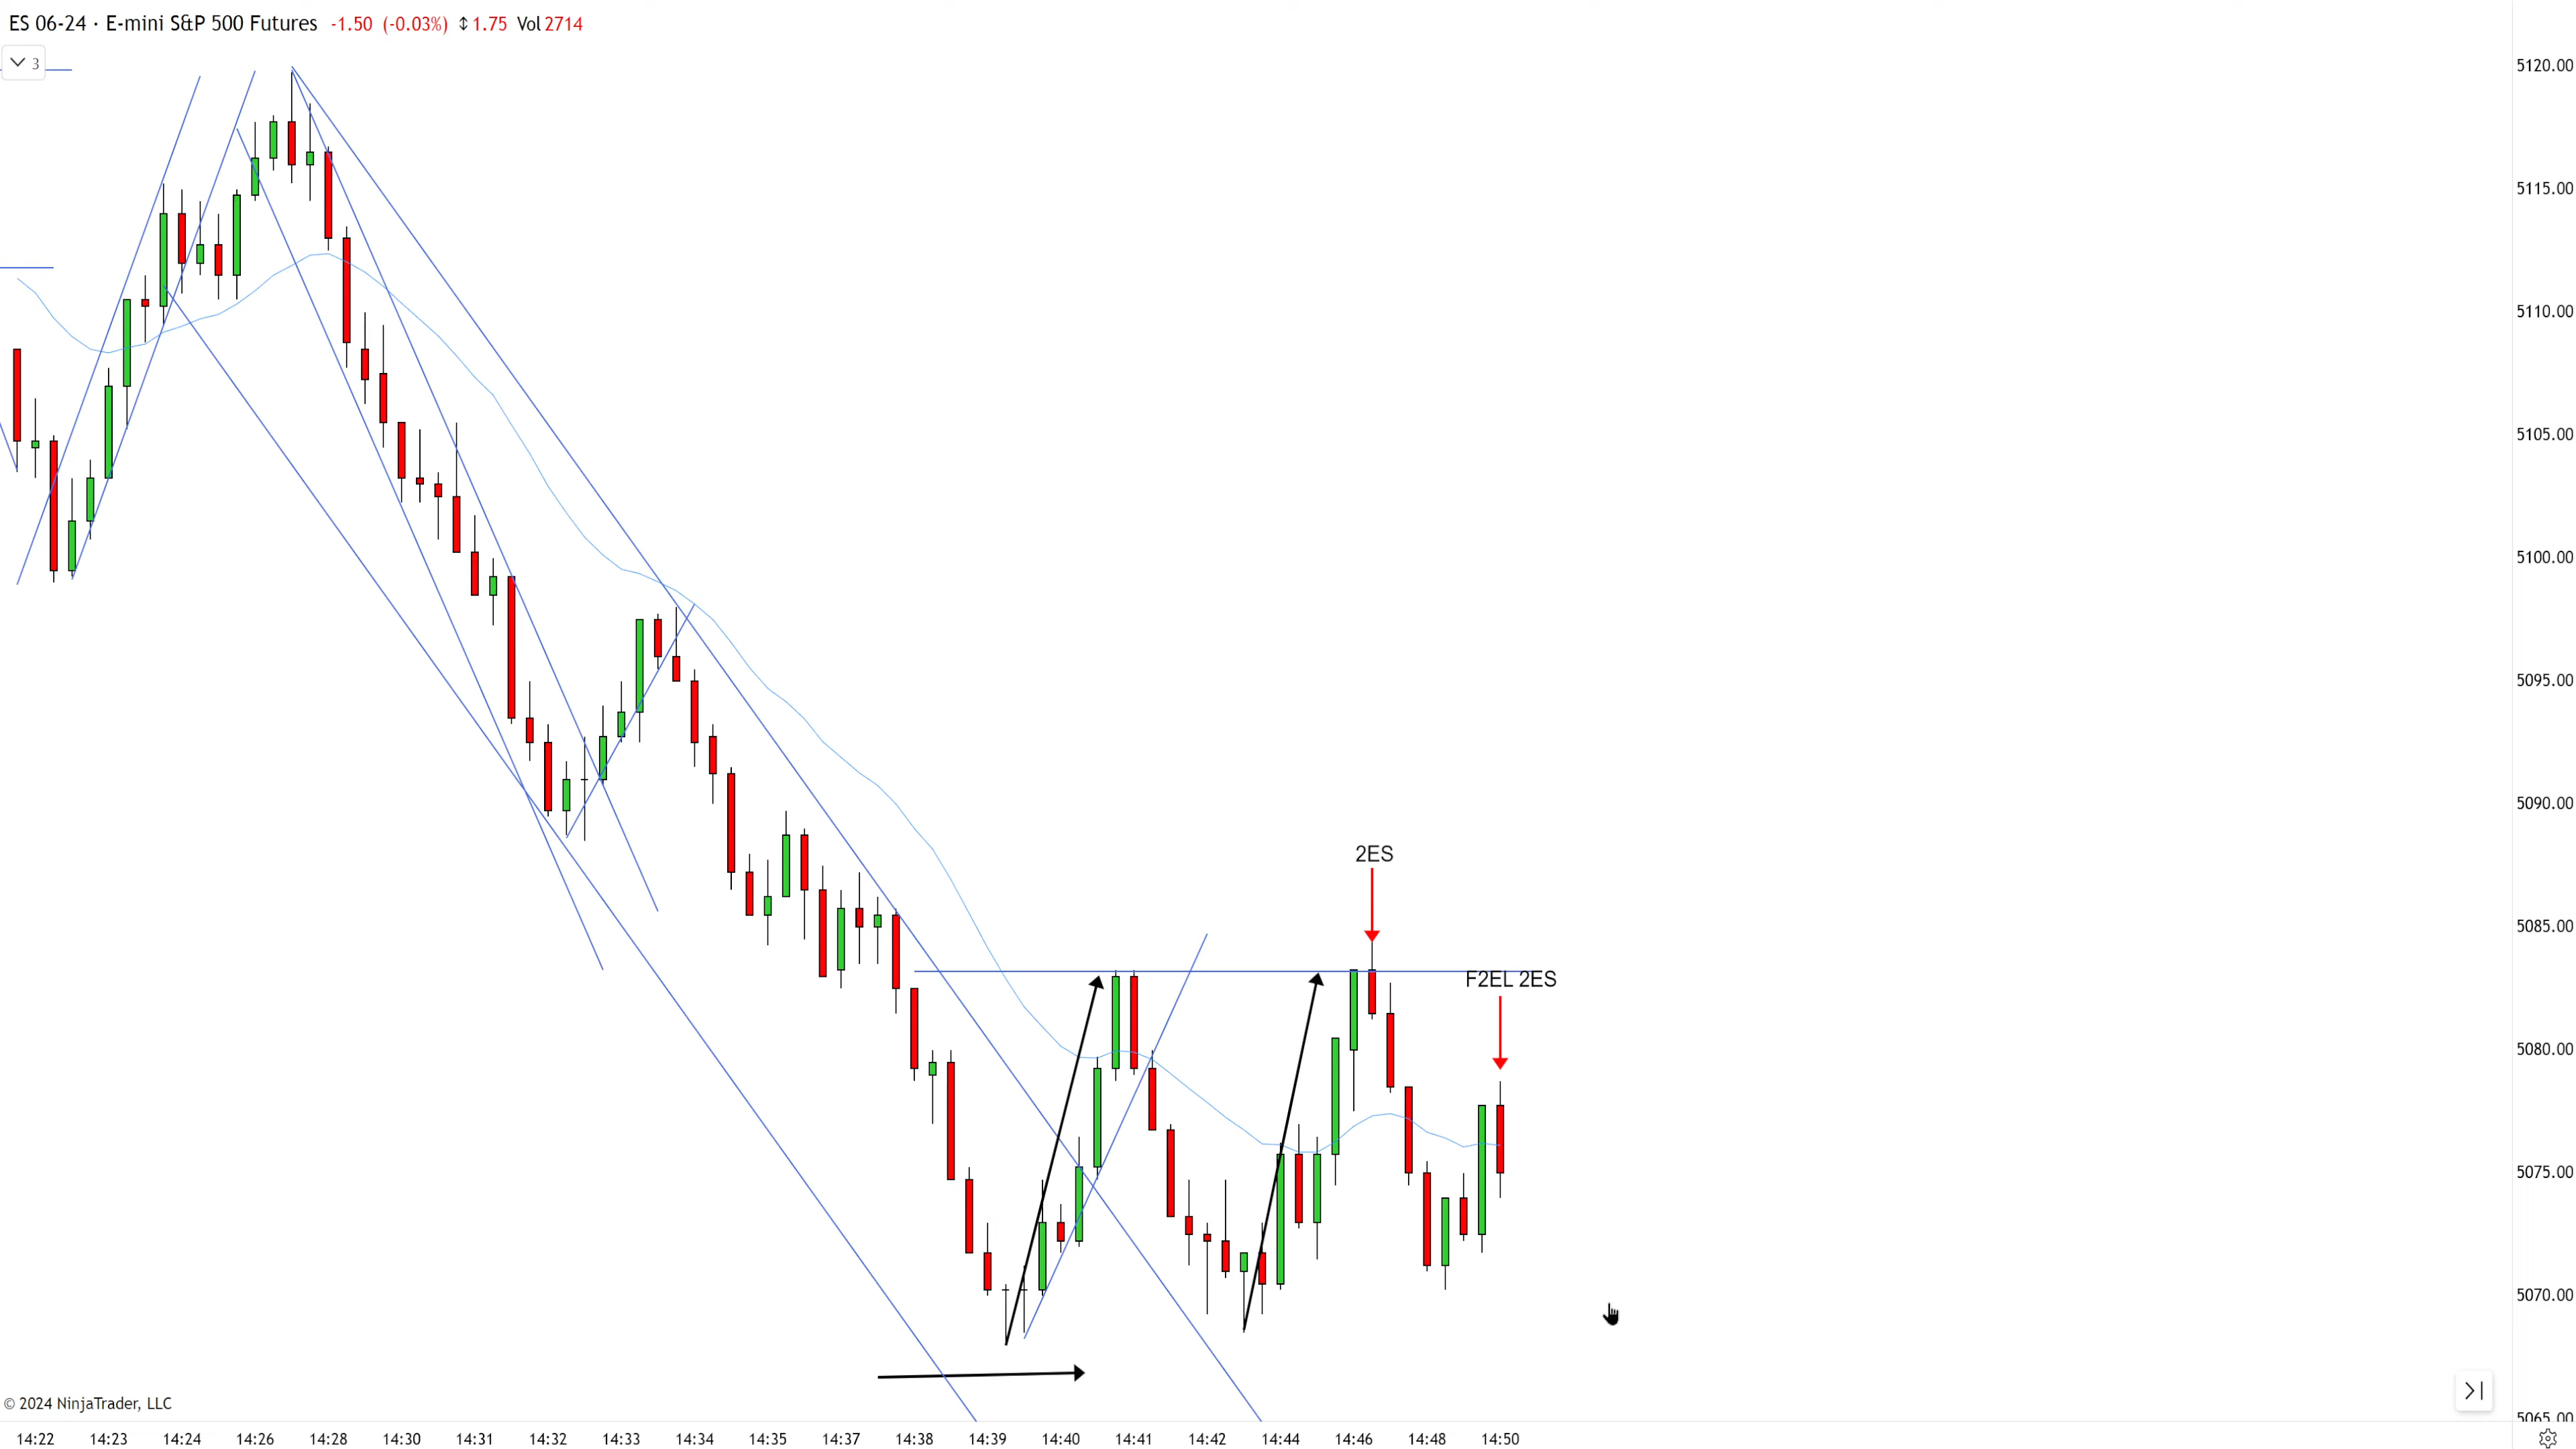 ES 06-24 · E-mini S&P 500 Futures -1.50 (-0.03%) ↕1.75 Vol 2714
3
5120.00
5115.00
5110.00
5105.00
5100.00
5095.00
5090.00
2ES
5085.00
F2EL 2ES
5080.00
5075.00
5070.00
© 2024 NinjaTrader, LLC
5065.00
14:22 14:23 14:24 14:26 14:28 14:30 14:31 14:32 14:33 14:34 14:35 14:37 14:38 14:39 14:40 14:41 14:42 14:44 14:46 14:48 14:50